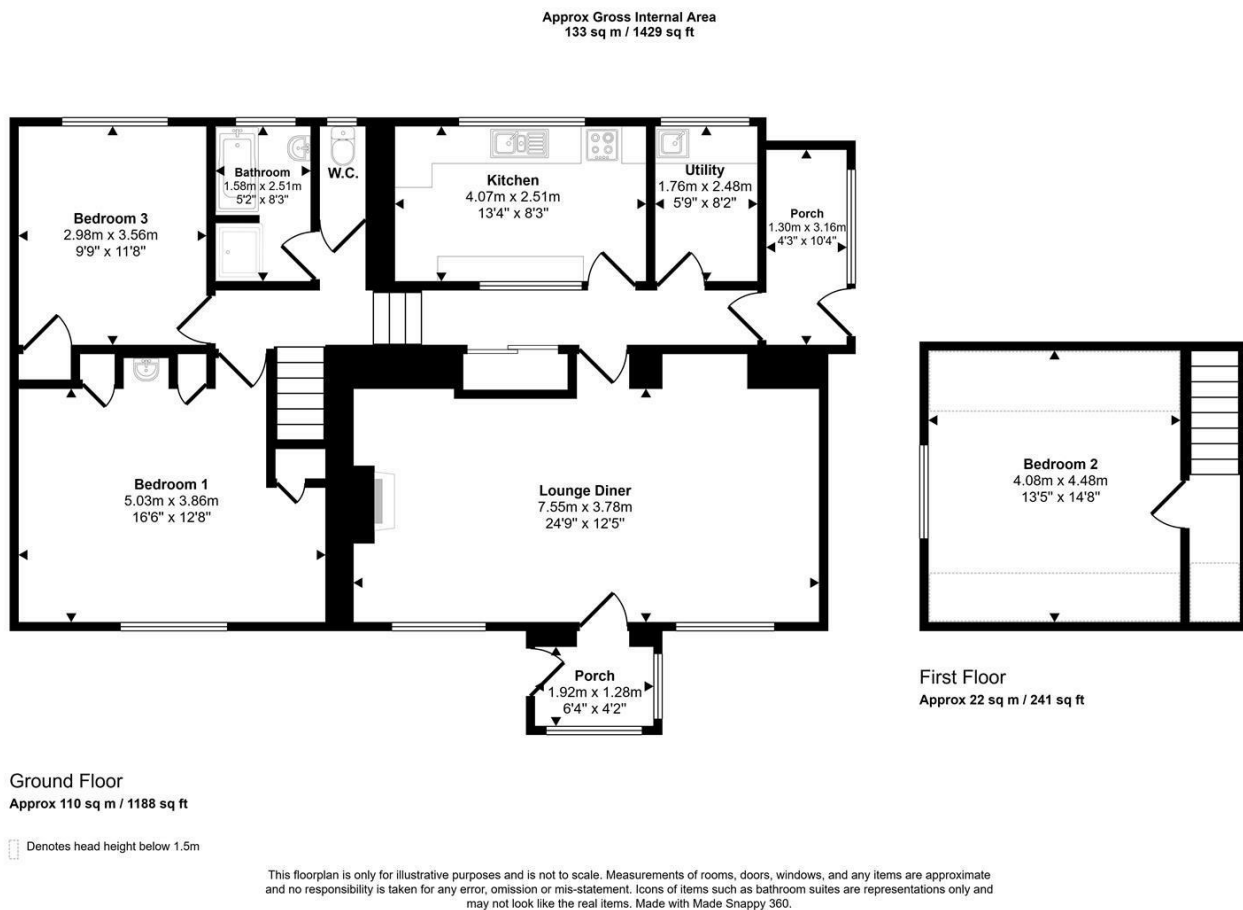 Approx Gross Internal Area
133 sq m / 1429 sq ft
Bedroom 3
2.98m x 3.56m
9'9" x 11'8"
Bathroom
1.58m x 2.51m
5'2" x 8'3"
W.C.
Kitchen
4.07m x 2.51m
13'4" x 8'3"
Utility
1.76m x 2.48m
5'9" x 8'2"
Porch
1.30m x 3.16m
4'3" x 10'4"
Bedroom 1
5.03m x 3.86m
16'6" x 12'8"
Lounge Diner
7.55m x 3.78m
24'9" x 12'5"
Porch
1.92m x 1.28m
6'4" x 4'2"
Bedroom 2
4.08m x 4.48m
13'5" x 14'8"
First Floor
Approx 22 sq m / 241 sq ft
Ground Floor
Approx 110 sq m / 1188 sq ft
Denotes head height below 1.5m
This floorplan is only for illustrative purposes and is not to scale. Measurements of rooms, doors, windows, and any items are approximate
and no responsibility is taken for any error, omission or mis-statement. Icons of items such as bathroom suites are representations only and
may not look like the real items. Made with Made Snappy 360.